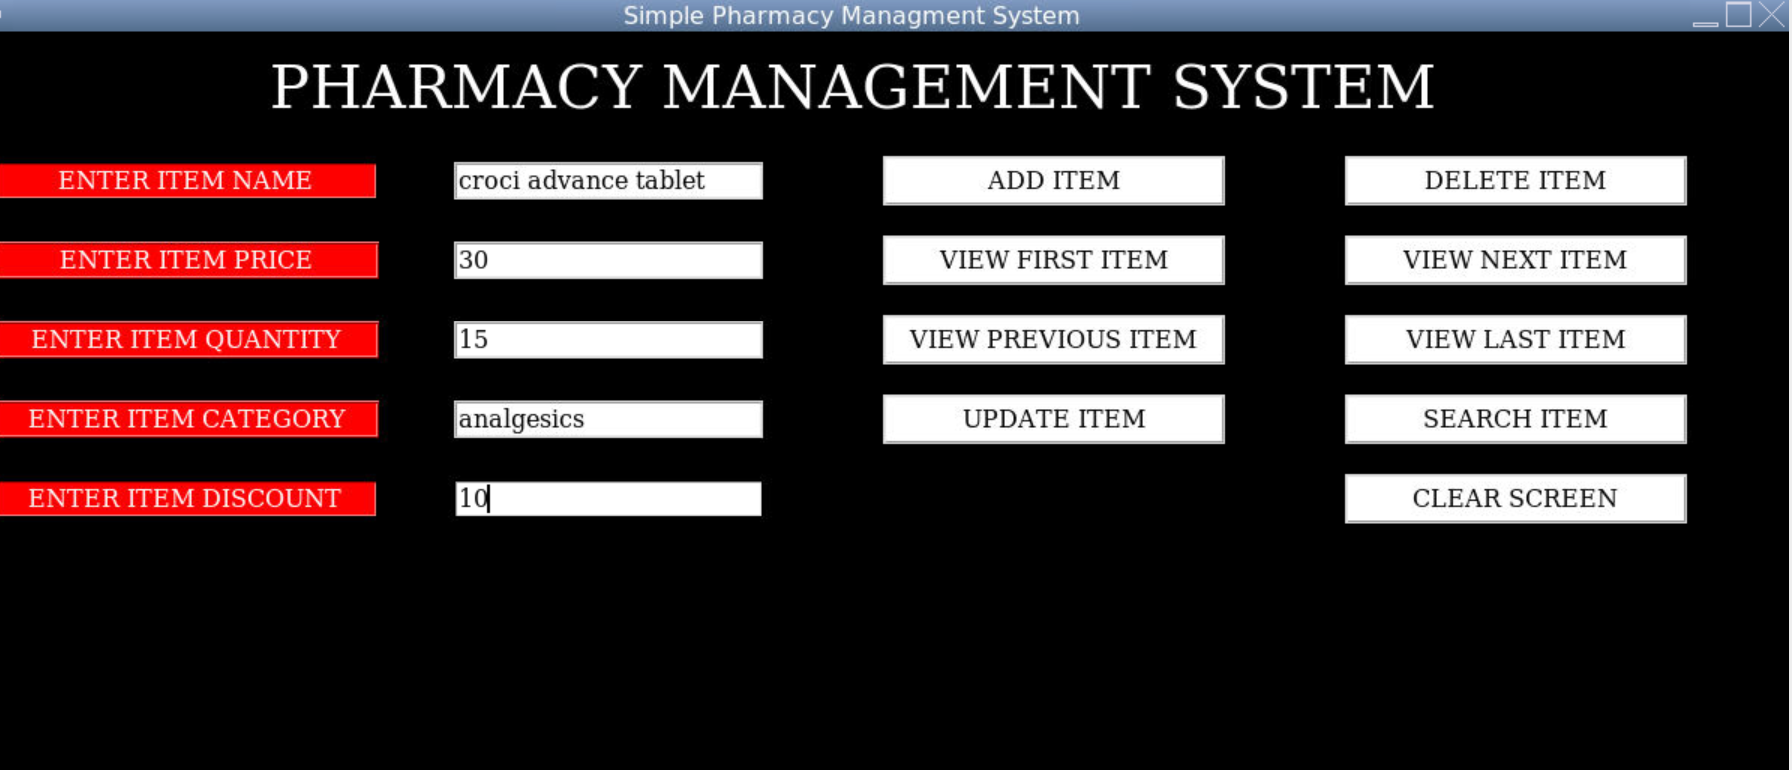 Simple Pharmacy Managment System
PHARMACY MANAGEMENT SYSTEM
ENTER ITEM NAME croci advance tablet ADD ITEM DELETE ITEM
ENTER ITEM PRICE 30 VIEW FIRST ITEM VIEW NEXT ITEM
ENTER ITEM QUANTITY 15 VIEW PREVIOUS ITEM VIEW LAST ITEM
ENTER ITEM CATEGORY analgesics UPDATE ITEM SEARCH ITEM
ENTER ITEM DISCOUNT 10 CLEAR SCREEN